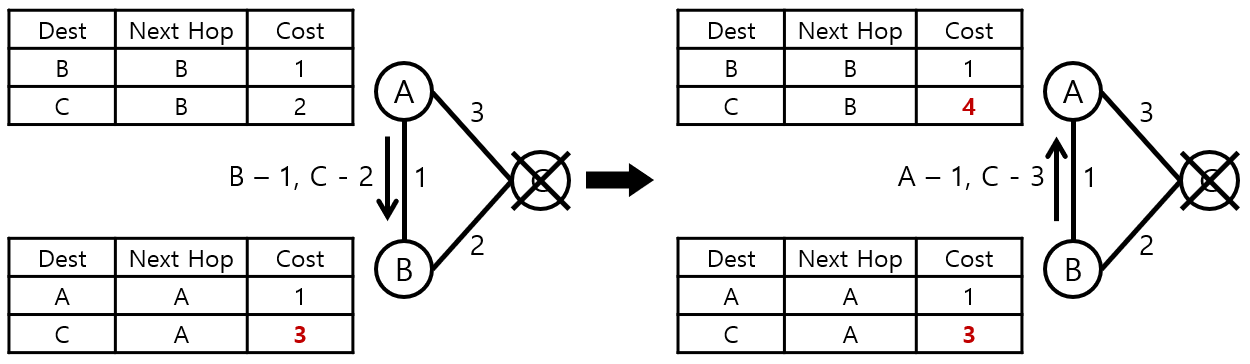 Dest Next Hop Cost
B B 1
C B 2
A
3
B – 1, C - 2
1
C
2
B
Dest Next Hop Cost
A A 1
C A 3
Dest Next Hop Cost
B B 1
C B 4
A
3
A – 1, C - 3
1
C
2
B
Dest Next Hop Cost
A A 1
C A 3